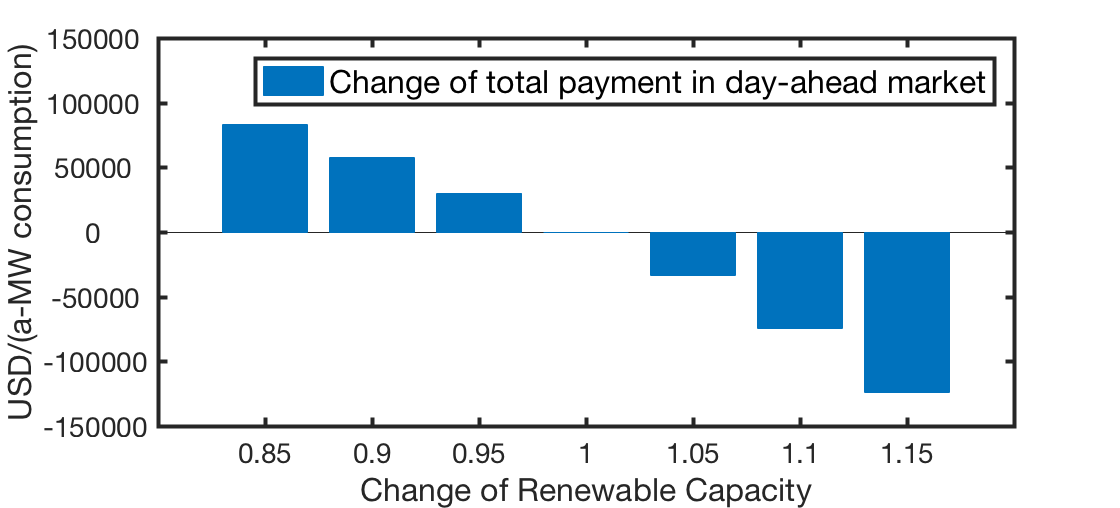 150000
100000
50000
0
-50000
-100000
-150000
USD/(a-MW consumption)
Change of total payment in day-ahead market
0.85 0.9 0.95 1 1.05 1.1 1.15
Change of Renewable Capacity